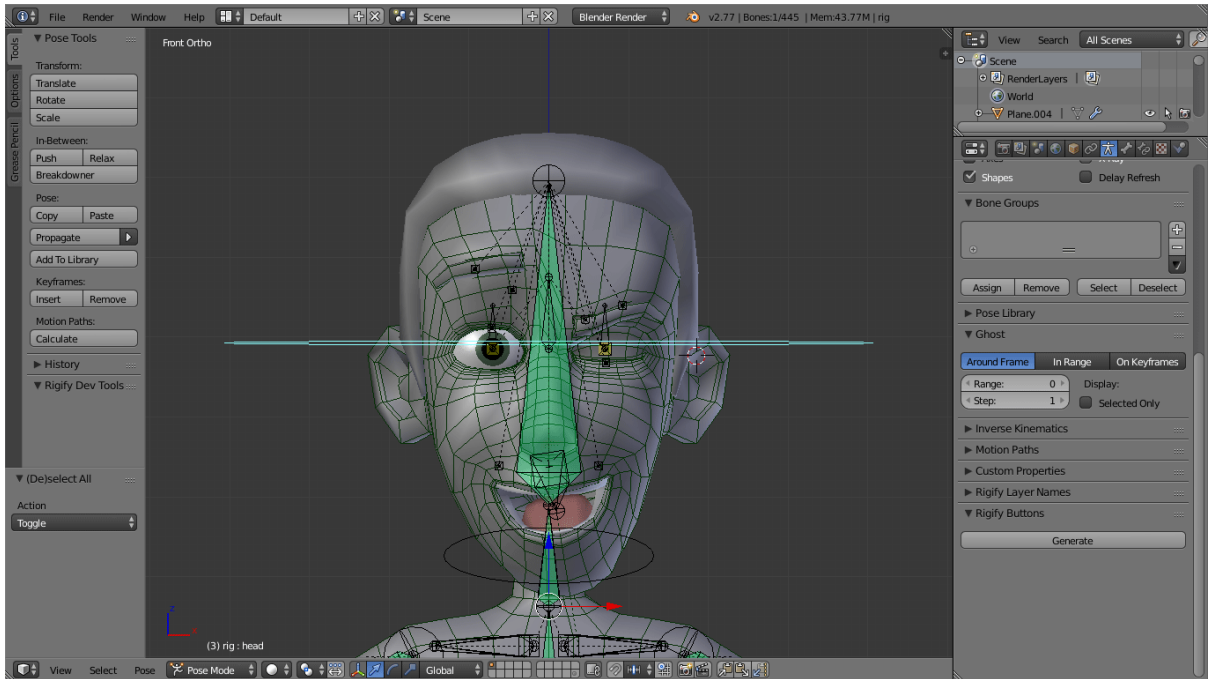 File Render Window Help Default Scene Blender Render v2.77 | Bones:1/445 | Mem:43.77M | rig
Tools
Options
Grease Pencil
Pose Tools
Transform:
Translate
Rotate
Scale
In-Between:
Push Relax
Breakdowner
Pose:
Copy Paste
Propagate
Add To Library
Keyframes:
Insert Remove
Motion Paths:
Calculate
History
Rigify Dev Tools
(De)select All
Action
Toggle
Front Ortho
z
x
(3) rig : head
View Select Pose Pose Mode Global
View Search All Scenes
Scene
RenderLayers |
World
Plane.004 |
Shapes Delay Refresh
Bone Groups
Assign Remove Select Deselect
Pose Library
Ghost
Around Frame In Range On Keyframes
Range: 0 Display:
Step: 1 Selected Only
Inverse Kinematics
Motion Paths
Custom Properties
Rigify Layer Names
Rigify Buttons
Generate